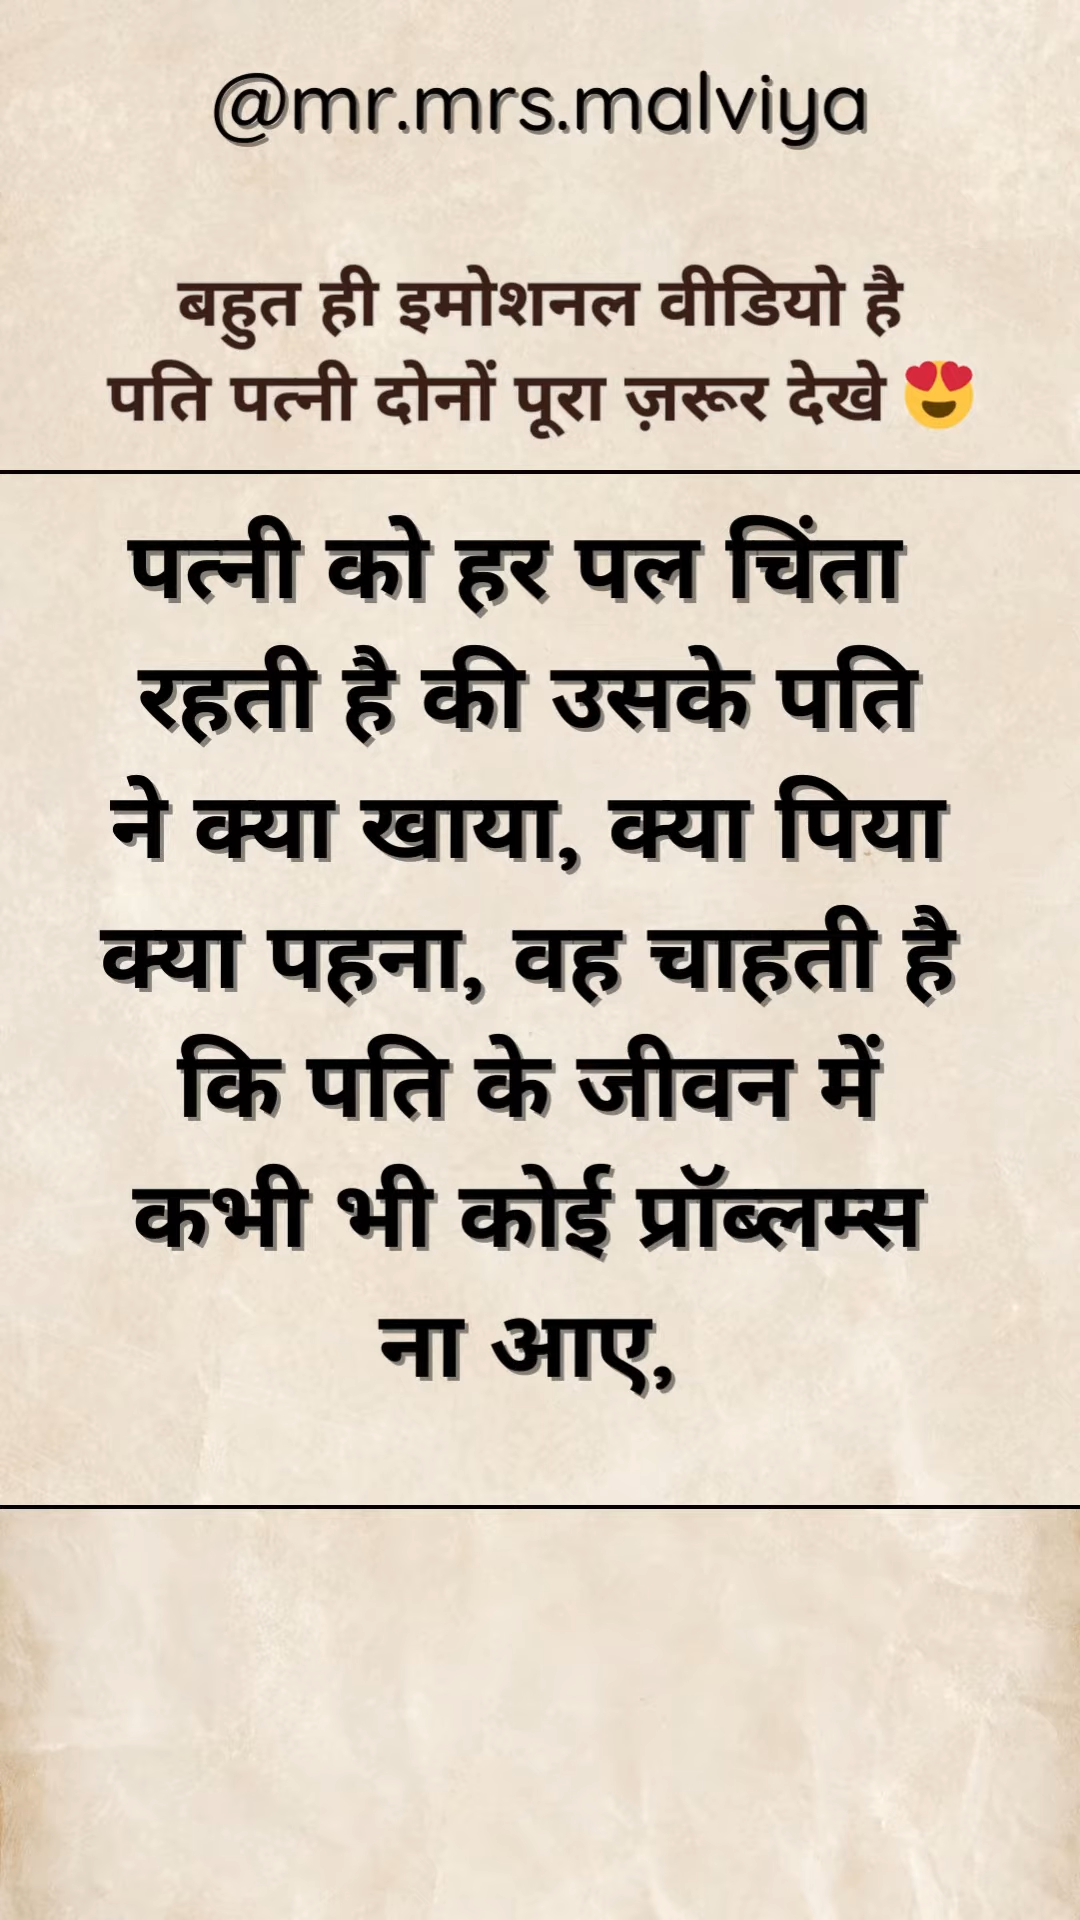 @mr.mrs.malviya
बहुत ही इमोशनल वीडियो है
पति पत्नी दोनों पूरा ज़रूर देखे 😍
पत्नी को हर पल चिंता
रहती है की उसके पति
ने क्या खाया, क्या पिया
क्या पहना, वह चाहती है
कि पति के जीवन में
कभी भी कोई प्रॉब्लम्स
ना आए,